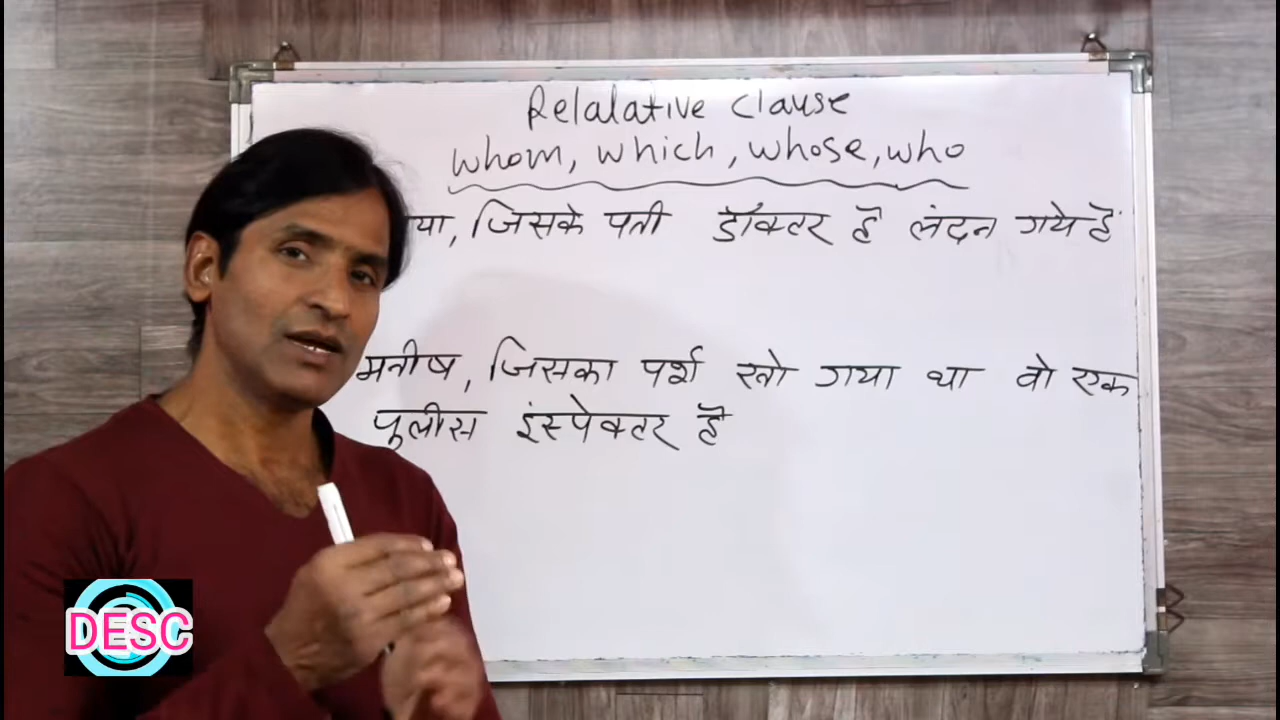 Relalative Clause
whom, which, whose, who
या, जिसके पती डॉक्टर है लंदन गये हैं
मनीष, जिसका पर्श खो गया था वो एक
पुलीस इंस्पेक्टर है
DESC